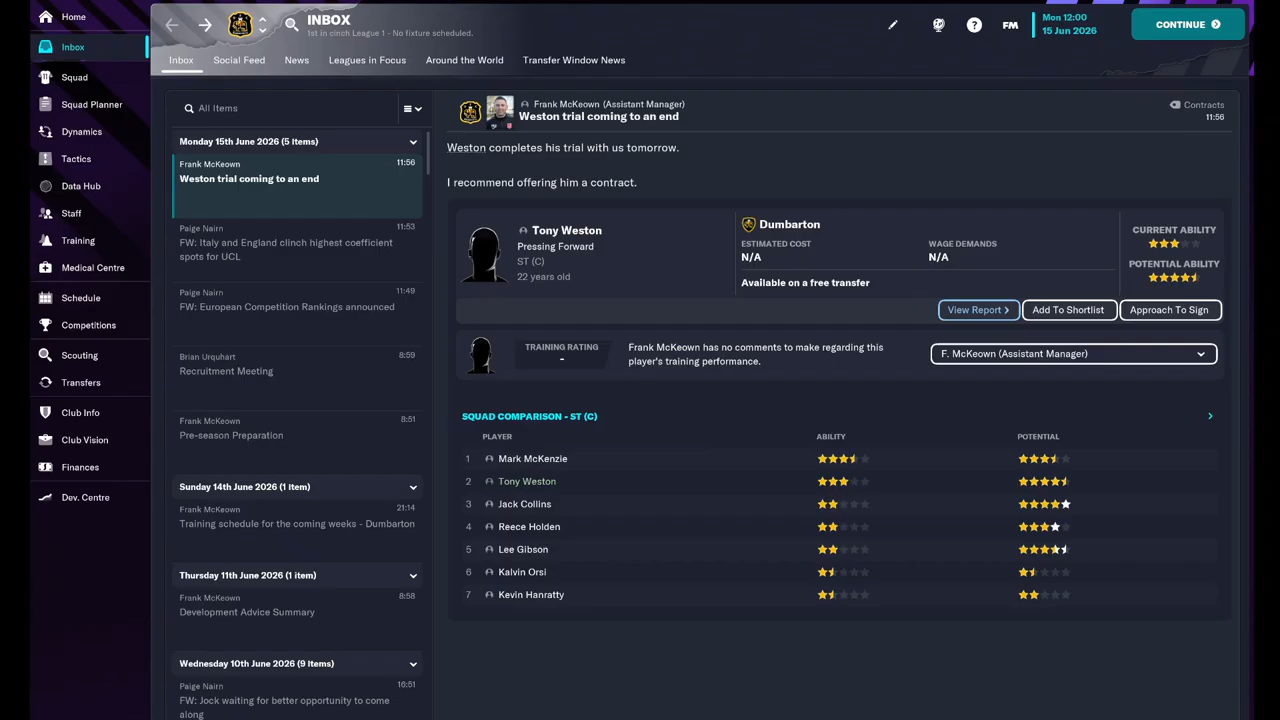 Home
INBOX
1st in cinch League 1 - No fixture scheduled.
FM
Mon 12:00
15 Jun 2026
CONTINUE
Inbox
Squad
Squad Planner
Dynamics
Tactics
Data Hub
Staff
Training
Medical Centre
Schedule
Competitions
Scouting
Transfers
Club Info
Club Vision
Finances
Dev. Centre
Inbox Social Feed News Leagues in Focus Around the World Transfer Window News
All Items
Monday 15th June 2026 (5 Items)
Frank McKeown 11:56
Weston trial coming to an end
Paige Nairn 11:53
FW: Italy and England clinch highest coefficient
spots for UCL
Paige Nairn 11:49
FW: European Competition Rankings announced
Brian Urquhart 8:59
Recruitment Meeting
Frank McKeown 8:51
Pre-season Preparation
Sunday 14th June 2026 (1 Item)
Frank McKeown 21:14
Training schedule for the coming weeks - Dumbarton
Thursday 11th June 2026 (1 item)
Frank McKeown 8:58
Development Advice Summary
Wednesday 10th June 2026 (9 Items)
Paige Nairn 16:51
FW: Jock waiting for better opportunity to come
along
Frank McKeown (Assistant Manager)
Weston trial coming to an end
Contracts
11:56
Weston completes his trial with us tomorrow.
I recommend offering him a contract.
Tony Weston
Pressing Forward
ST (C)
22 years old
Dumbarton
ESTIMATED COST WAGE DEMANDS
N/A N/A
Available on a free transfer
CURRENT ABILITY
POTENTIAL ABILITY
View Report Add To Shortlist Approach To Sign
TRAINING RATING
-
Frank McKeown has no comments to make regarding this
player's training performance.
F. McKeown (Assistant Manager)
SQUAD COMPARISON - ST (C)
PLAYER ABILITY POTENTIAL
1 Mark McKenzie
2 Tony Weston
3 Jack Collins
4 Reece Holden
5 Lee Gibson
6 Kalvin Orsi
7 Kevin Hanratty